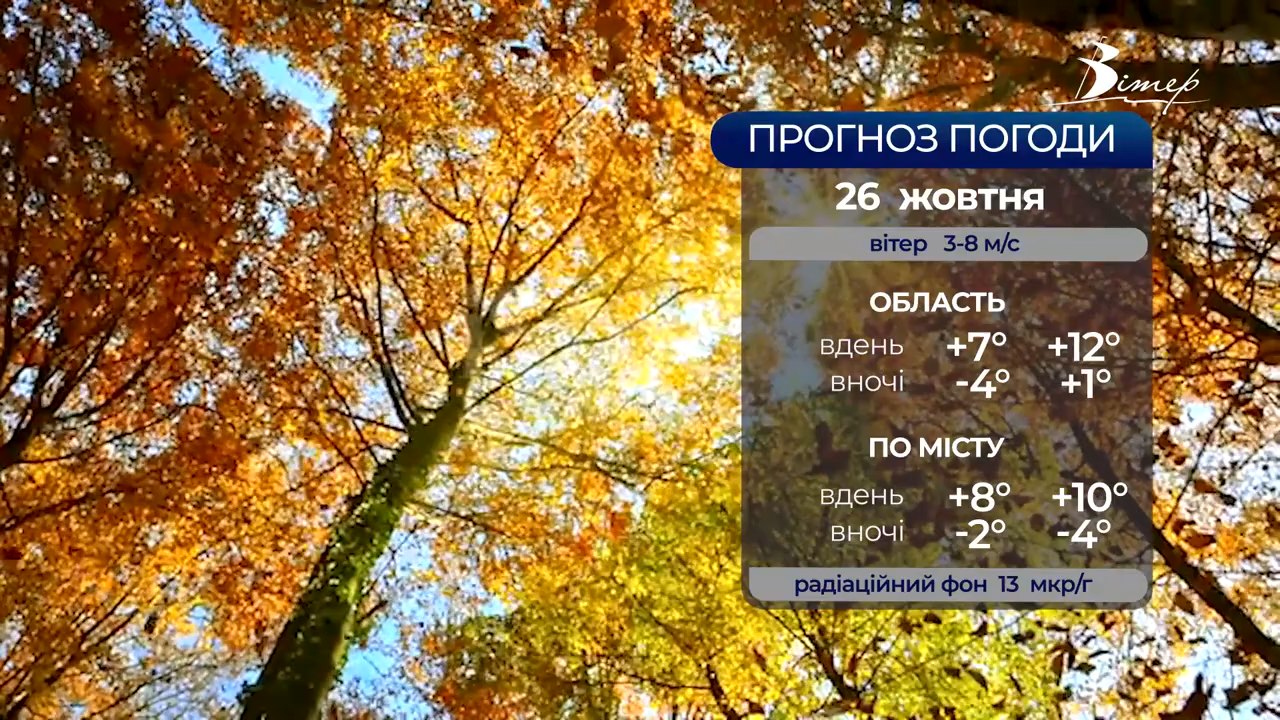 Вітер
ПРОГНОЗ ПОГОДИ
26 жовтня
вітер 3-8 м/с
ОБЛАСТЬ
вдень +7° +12°
вночі -4° +1°
ПО МІСТУ
вдень +8° +10°
вночі -2° -4°
радіаційний фон 13 мкр/г